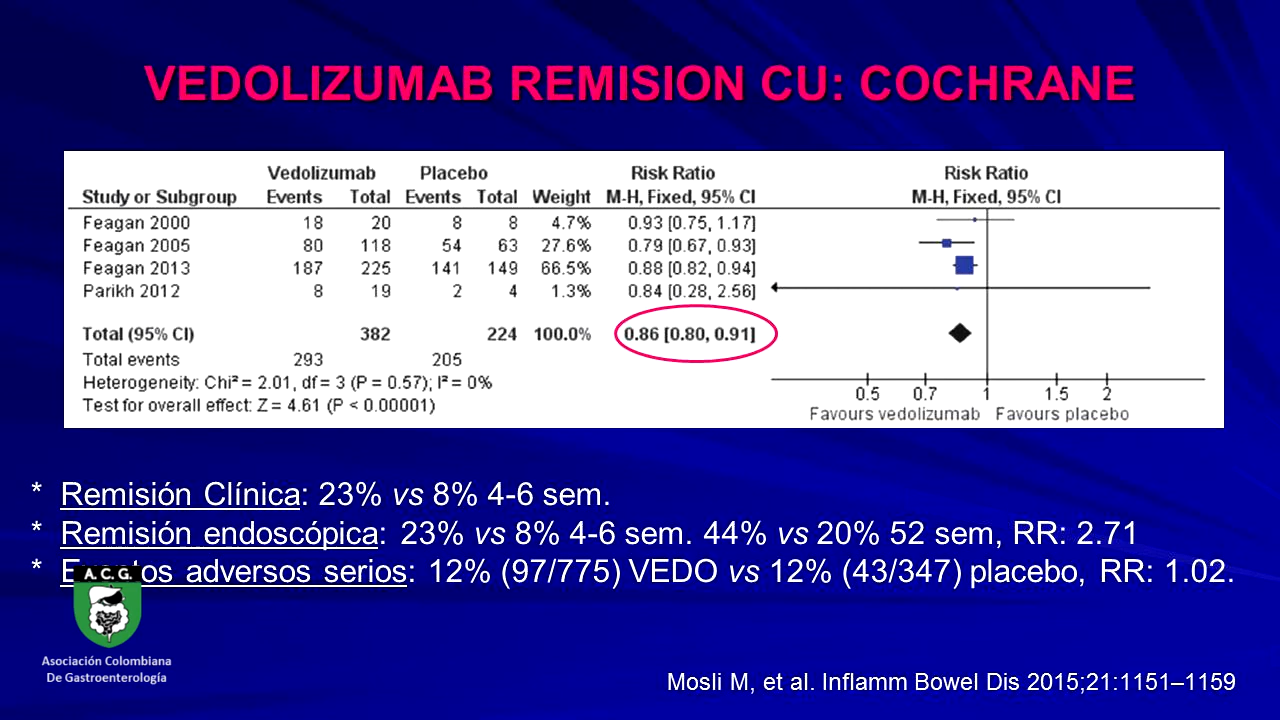 VEDOLIZUMAB REMISION CU: COCHRANE
Vedolizumab Placebo Risk Ratio Risk Ratio
Study or Subgroup Events Total Events Total Weight M-H, Fixed, 95% CI M-H, Fixed, 95% CI
Feagan 2000 18 20 8 8 4.7% 0.93 [0.75, 1.17]
Feagan 2005 80 118 54 63 27.6% 0.79 [0.67, 0.93]
Feagan 2013 187 225 141 149 66.5% 0.88 [0.82, 0.94]
Parikh 2012 8 19 2 4 1.3% 0.84 [0.28, 2.56]
Total (95% CI) 382 224 100.0% 0.86 [0.80, 0.91]
Total events 293 205
Heterogeneity: Chi² = 2.01, df = 3 (P = 0.57); I² = 0%
Test for overall effect: Z = 4.61 (P < 0.00001)
0.5 0.7 1 1.5 2
Favours vedolizumab Favours placebo
* Remisión Clínica: 23% vs 8% 4-6 sem.
* Remisión endoscópica: 23% vs 8% 4-6 sem. 44% vs 20% 52 sem, RR: 2.71
* adversos serios: 12% (97/775) VEDO vs 12% (43/347) placebo, RR: 1.02.
A.C.G.
Asociación Colombiana
De Gastroenterología
Mosli M, et al. Inflamm Bowel Dis 2015;21:1151–1159